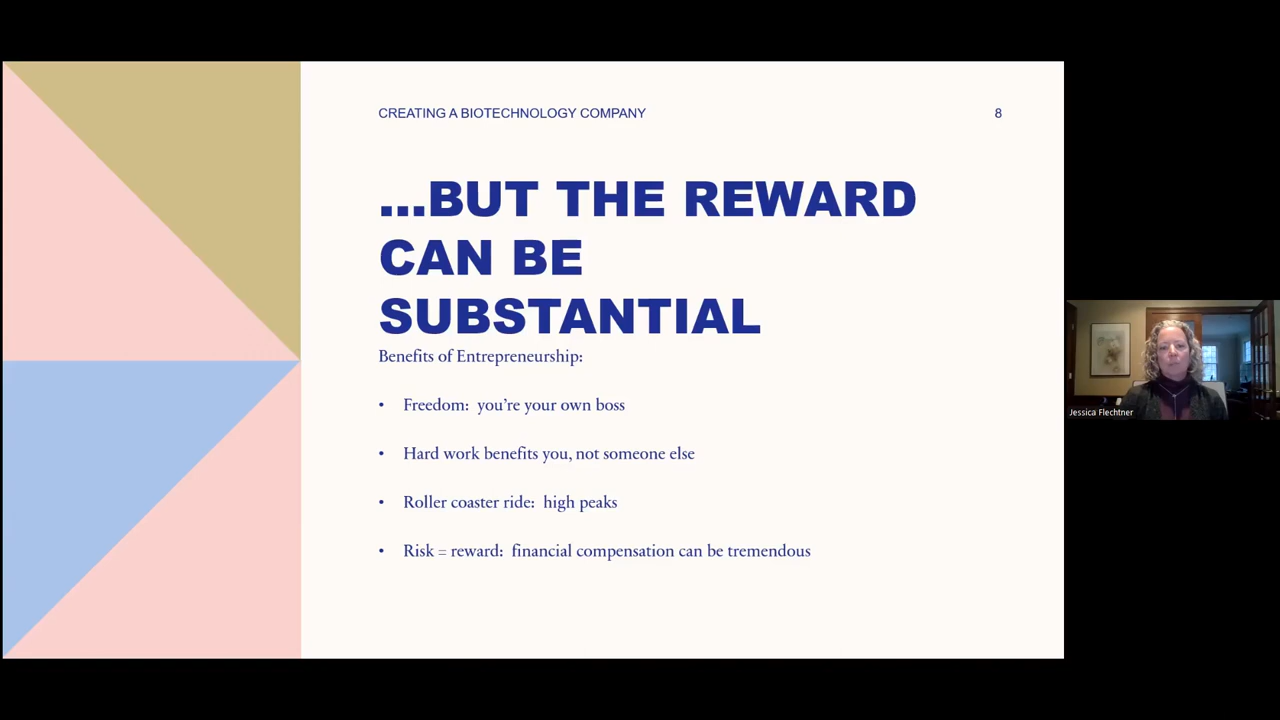 CREATING A BIOTECHNOLOGY COMPANY
8
...BUT THE REWARD
CAN BE
SUBSTANTIAL
Benefits of Entrepreneurship:
• Freedom:  you’re your own boss
• Hard work benefits you, not someone else
• Roller coaster ride:  high peaks
• Risk = reward:  financial compensation can be tremendous
Jessica Flechtner